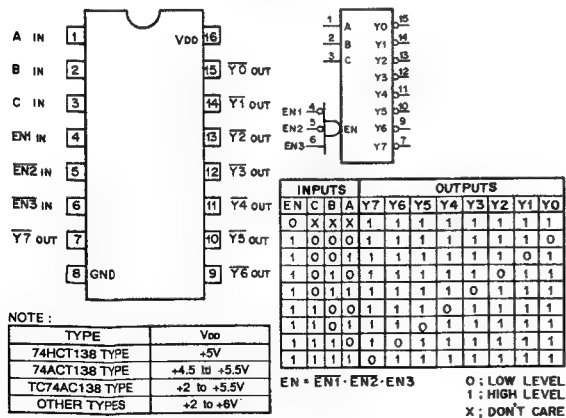 A IN 1 VDD 16
B IN 2 15 Y0 OUT
C IN 3 14 Y1 OUT
EN1 IN 4 13 Y2 OUT
EN2 IN 5 12 Y3 OUT
EN3 IN 6 11 Y4 OUT
Y7 OUT 7 10 Y5 OUT
8 GND 9 Y6 OUT
1 A Y0 15
2 B Y1 14
3 C Y2 13
Y3 12
Y4 11
EN1 4 Y5 10
EN2 5 EN Y6 9
EN3 6 Y7 7
INPUTS OUTPUTS
EN C B A Y7 Y6 Y5 Y4 Y3 Y2 Y1 Y0
0 X X X 1 1 1 1 1 1 1 1
1 0 0 0 1 1 1 1 1 1 1 0
1 0 0 1 1 1 1 1 1 1 0 1
1 0 1 0 1 1 1 1 1 0 1 1
1 0 1 1 1 1 1 1 0 1 1 1
1 1 0 0 1 1 1 0 1 1 1 1
1 1 0 1 1 1 0 1 1 1 1 1
1 1 1 0 1 0 1 1 1 1 1 1
1 1 1 1 0 1 1 1 1 1 1 1
EN = EN1·EN2·EN3
0 ; LOW LEVEL
1 ; HIGH LEVEL
X ; DON'T CARE
NOTE :
TYPE VDD
74HCT138 TYPE +5V
74ACT138 TYPE +4.5 to +5.5V
TC74AC138 TYPE +2 to +5.5V
OTHER TYPES +2 to +6V